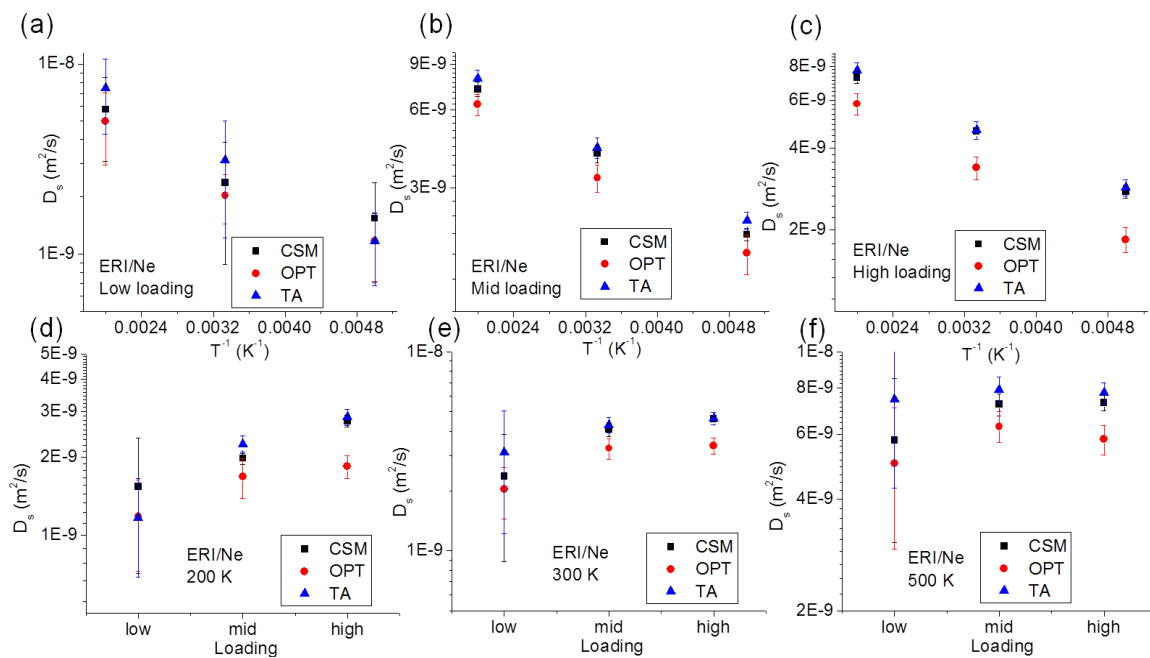 (a)
1E-8
1E-9
D_s (m²/s)
ERI/Ne
Low loading
CSM
OPT
TA
0.0024 0.0032 0.0040 0.0048
(b)
9E-9
6E-9
3E-9
D_s (m²/s)
ERI/Ne
Mid loading
CSM
OPT
TA
0.0024 0.0032 0.0040 0.0048
T⁻¹ (K⁻¹)
(c)
8E-9
6E-9
4E-9
2E-9
D_s (m²/s)
ERI/Ne
High loading
CSM
OPT
TA
0.0024 0.0032 0.0040 0.0048
T⁻¹ (K⁻¹)
(d)
5E-9
4E-9
3E-9
2E-9
1E-9
D_s (m²/s)
ERI/Ne
200 K
CSM
OPT
TA
low mid high
Loading
T⁻¹ (K⁻¹)
(e)
1E-8
1E-9
D_s (m²/s)
ERI/Ne
300 K
CSM
OPT
TA
low mid high
Loading
(f)
1E-8
8E-9
6E-9
4E-9
2E-9
D_s (m²/s)
ERI/Ne
500 K
CSM
OPT
TA
low mid high
Loading